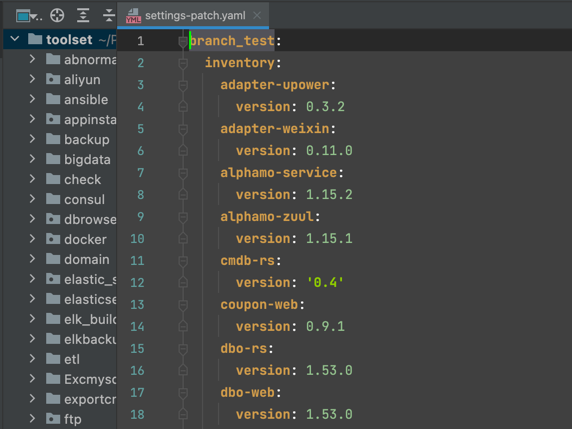 settings-patch.yaml
YML
toolset ~/P
abnorma
aliyun
ansible
appinsta
backup
bigdata
check
consul
dbrowse
docker
domain
elastic_s
elasticse
elk_build
elkbacku
etl
Excmysc
exportcr
ftp
1 branch_test:
2 inventory:
3 adapter-upower:
4 version: 0.3.2
5 adapter-weixin:
6 version: 0.11.0
7 alphamo-service:
8 version: 1.15.2
9 alphamo-zuul:
10 version: 1.15.1
11 cmdb-rs:
12 version: '0.4'
13 coupon-web:
14 version: 0.9.1
15 dbo-rs:
16 version: 1.53.0
17 dbo-web:
18 version: 1.53.0